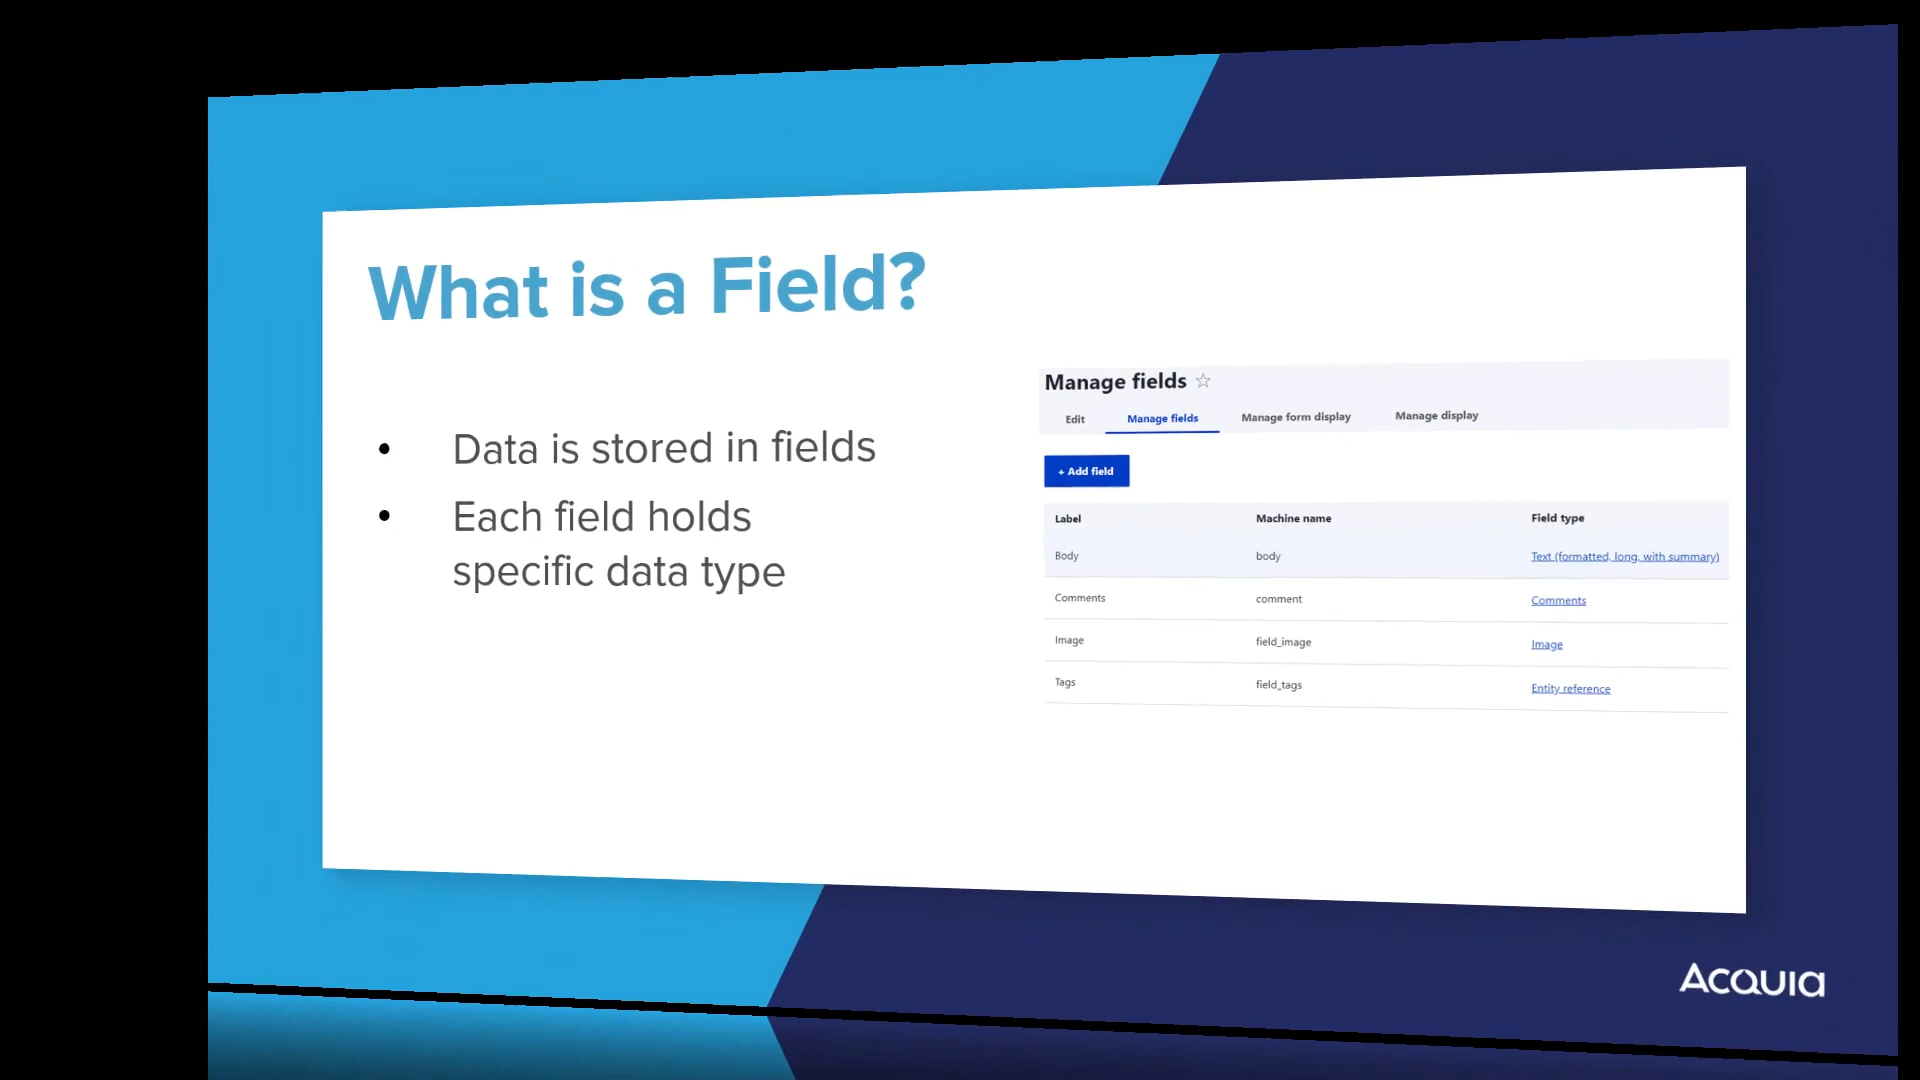 What is a Field?
• Data is stored in fields
• Each field holds
specific data type
Manage fields ☆
Edit Manage fields Manage form display Manage display
+ Add field
Label Machine name Field type
Body body Text (formatted, long, with summary)
Comments comment Comments
Image field_image Image
Tags field_tags Entity reference
Acquia